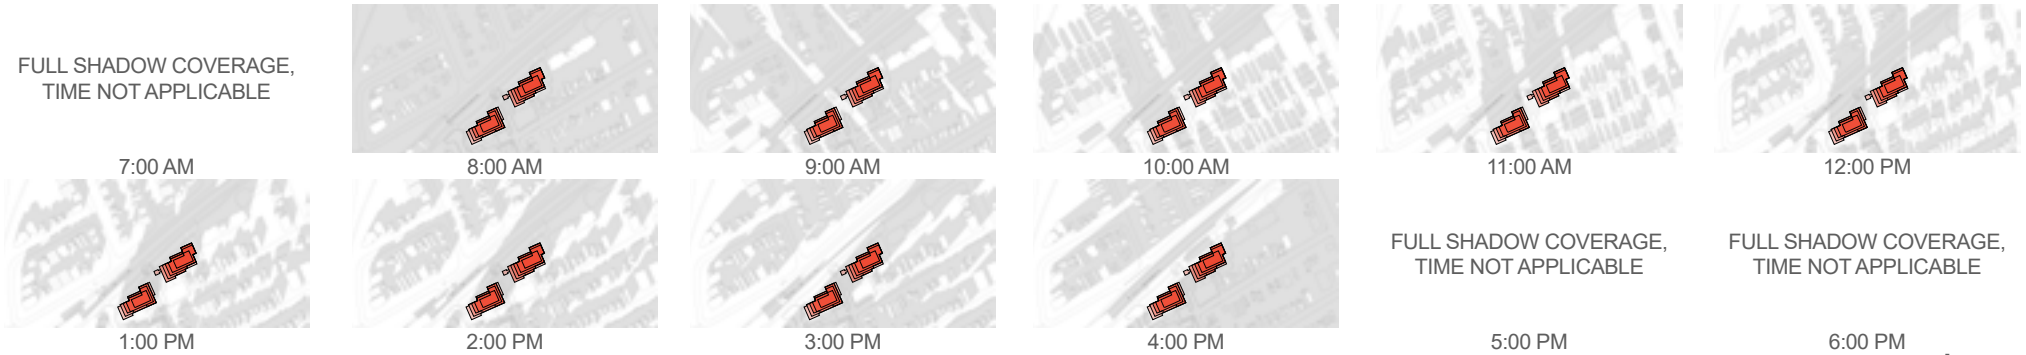 FULL SHADOW COVERAGE,
TIME NOT APPLICABLE
7:00 AM
8:00 AM
9:00 AM
10:00 AM
11:00 AM
12:00 PM
1:00 PM
2:00 PM
3:00 PM
4:00 PM
FULL SHADOW COVERAGE,
TIME NOT APPLICABLE
5:00 PM
FULL SHADOW COVERAGE,
TIME NOT APPLICABLE
6:00 PM